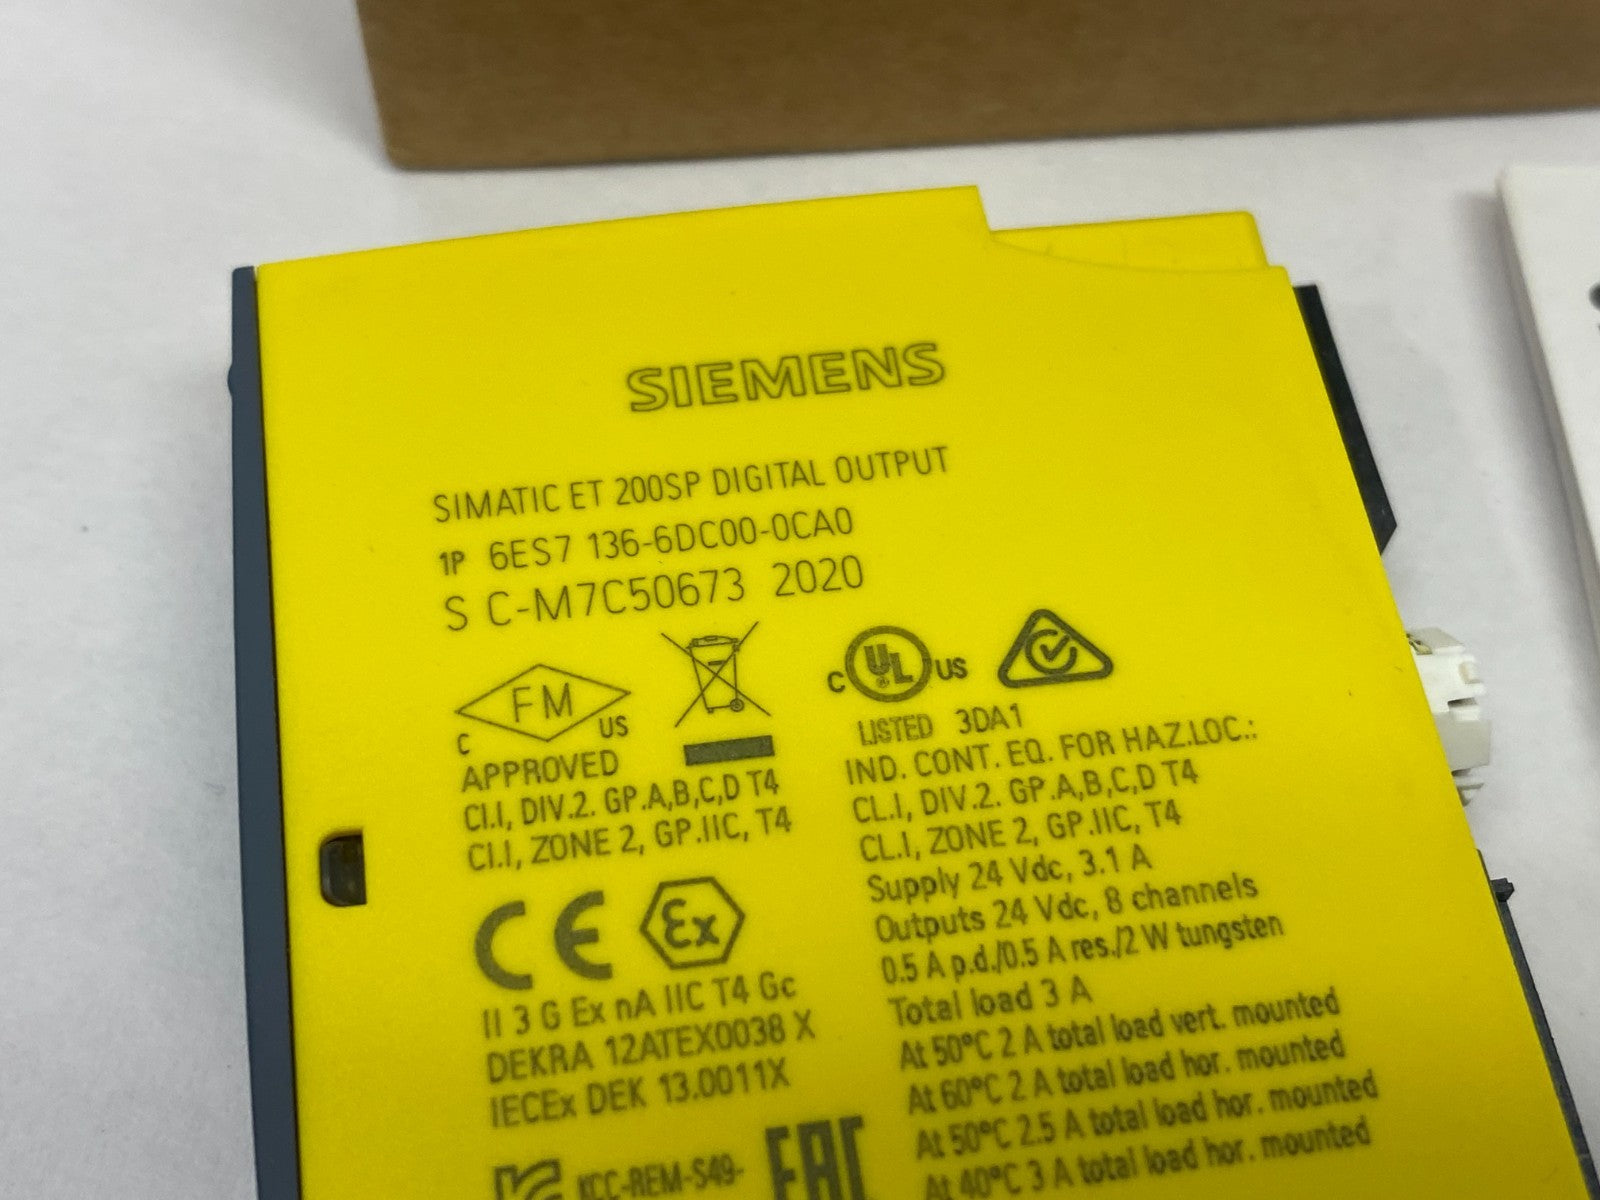 SIEMENS
SIMATIC ET 200SP DIGITAL OUTPUT
1P 6ES7 136-6DC00-0CA0
S C-M7C50673 2020
FM
C US
APPROVED
CI.I, DIV.2. GP.A,B,C,D T4
CI.I, ZONE 2, GP.IIC, T4
CE Ex
II 3 G Ex nA IIC T4 Gc
DEKRA 12ATEX0038 X
IECEx DEK 13.0011X
KCC-REM-S49-
EAC
C UL US
LISTED 3DA1
IND. CONT. EQ. FOR HAZ.LOC.:
CL.I, DIV.2. GP.A,B,C,D T4
CL.I, ZONE 2, GP.IIC, T4
Supply 24 Vdc, 3.1 A
Outputs 24 Vdc, 8 channels
0.5 A p.d./0.5 A res./2 W tungsten
Total load 3 A
At 50°C 2 A total load vert. mounted
At 60°C 2 A total load hor. mounted
At 50°C 2.5 A total load hor. mounted
At 40°C 3 A total load hor. mounted